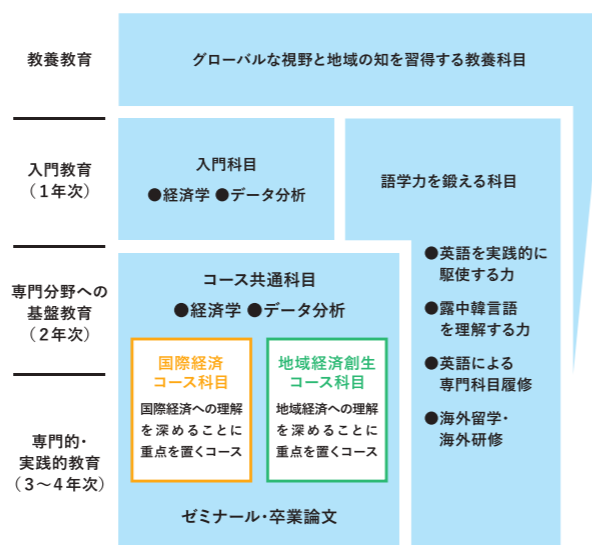 教養教育
グローバルな視野と地域の知を習得する教養科目
入門教育
（1年次）
入門科目
●経済学 ●データ分析
語学力を鍛える科目
専門分野への
基盤教育
（2年次）
コース共通科目
●経済学 ●データ分析
国際経済
コース科目
国際経済への理解
を深めることに
重点を置くコース
地域経済創生
コース科目
地域経済への理解
を深めることに
重点を置くコース
●英語を実践的に
駆使する力
●露中韓言語
を理解する力
●英語による
専門科目履修
●海外留学・
海外研修
専門的・
実践的教育
（3〜4年次）
ゼミナール・卒業論文